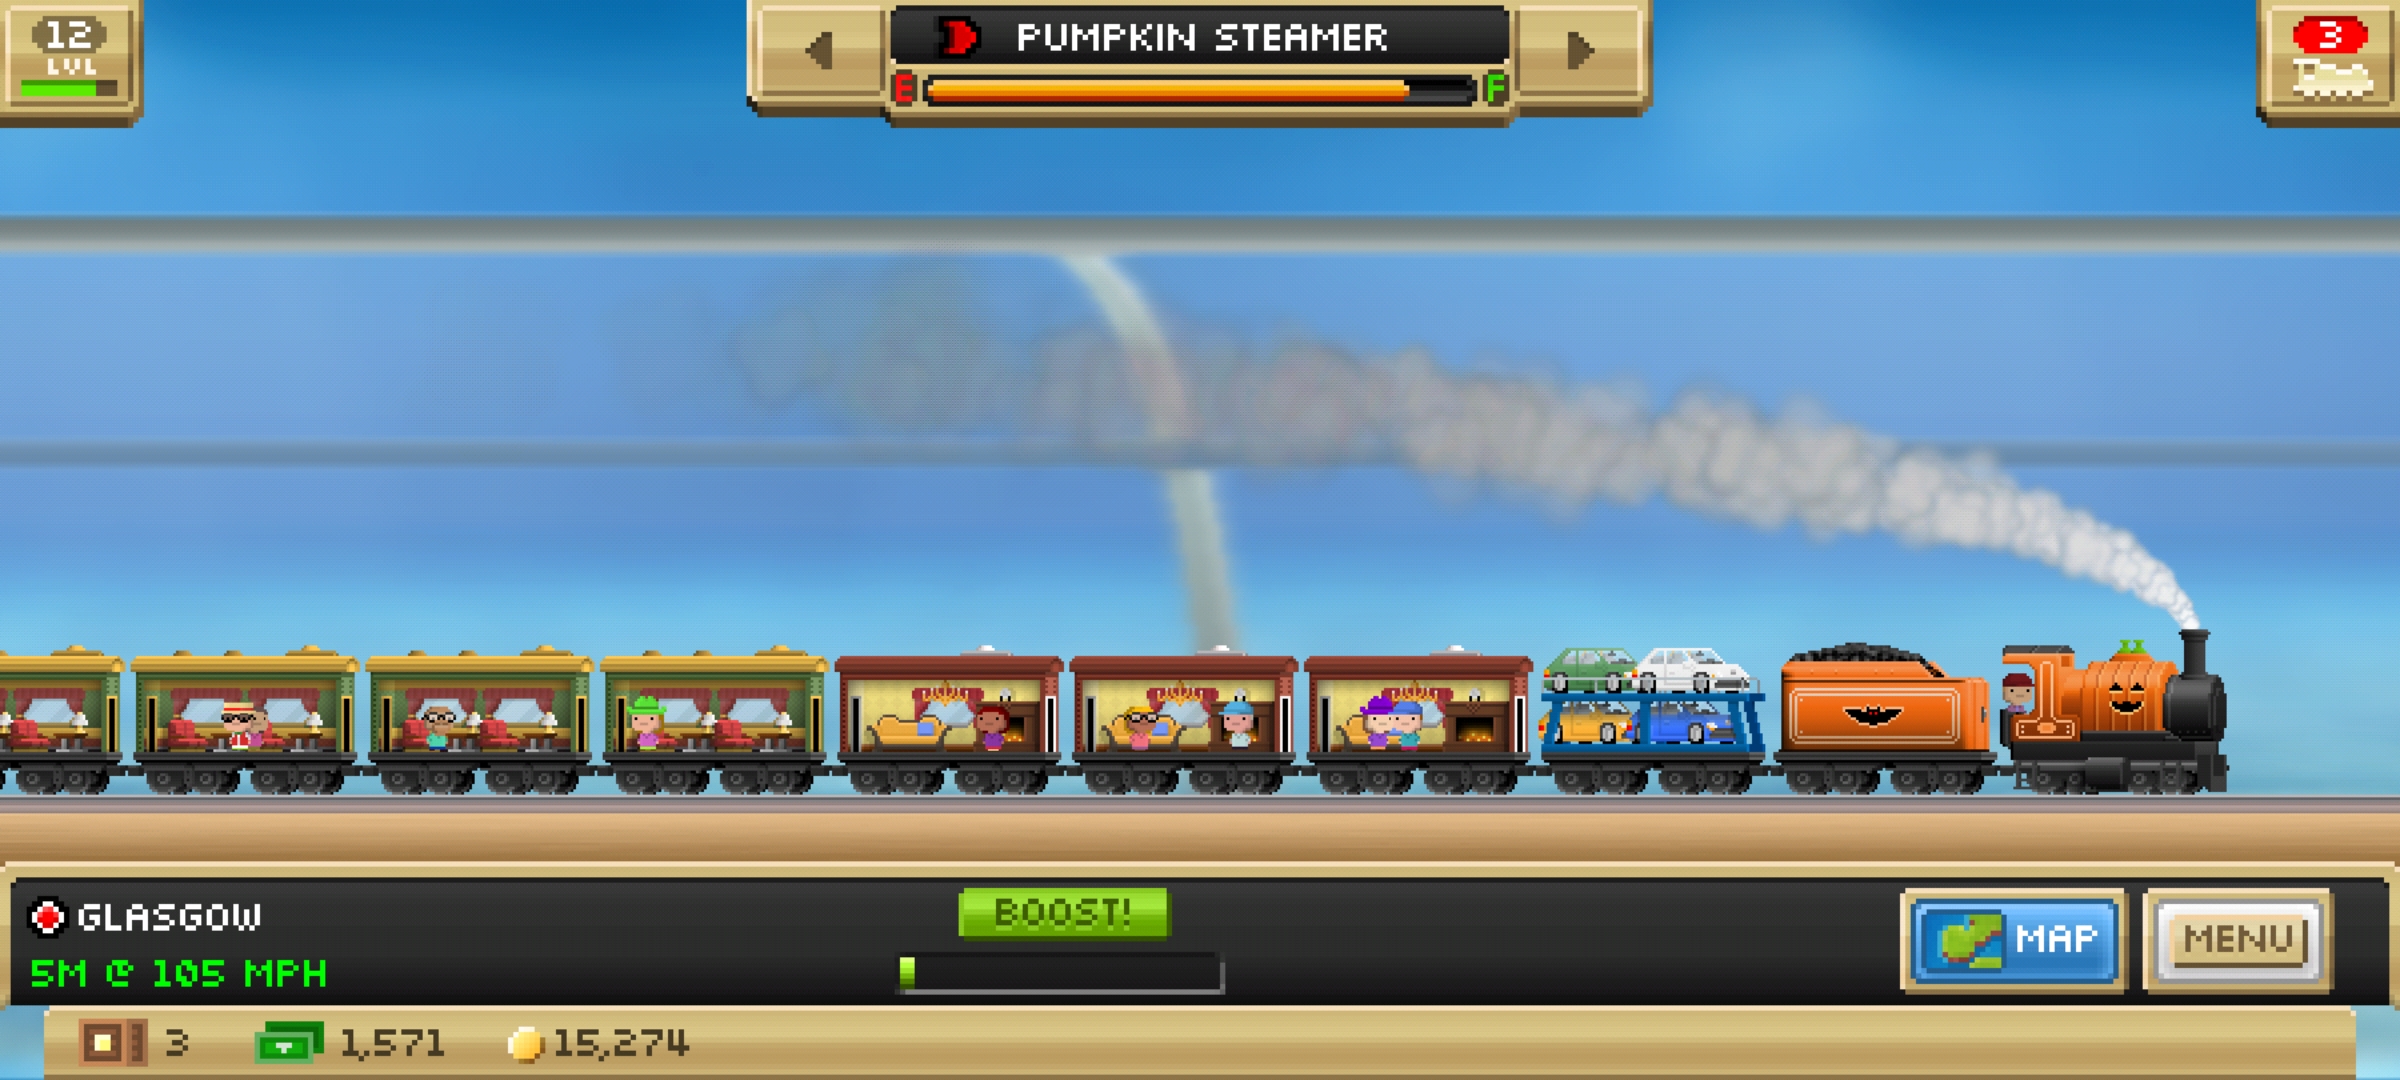 12
LVL
PUMPKIN STEAMER
E F
3
GLASGOW
5M @ 105 MPH
BOOST!
MAP
MENU
3 1,571 15,274